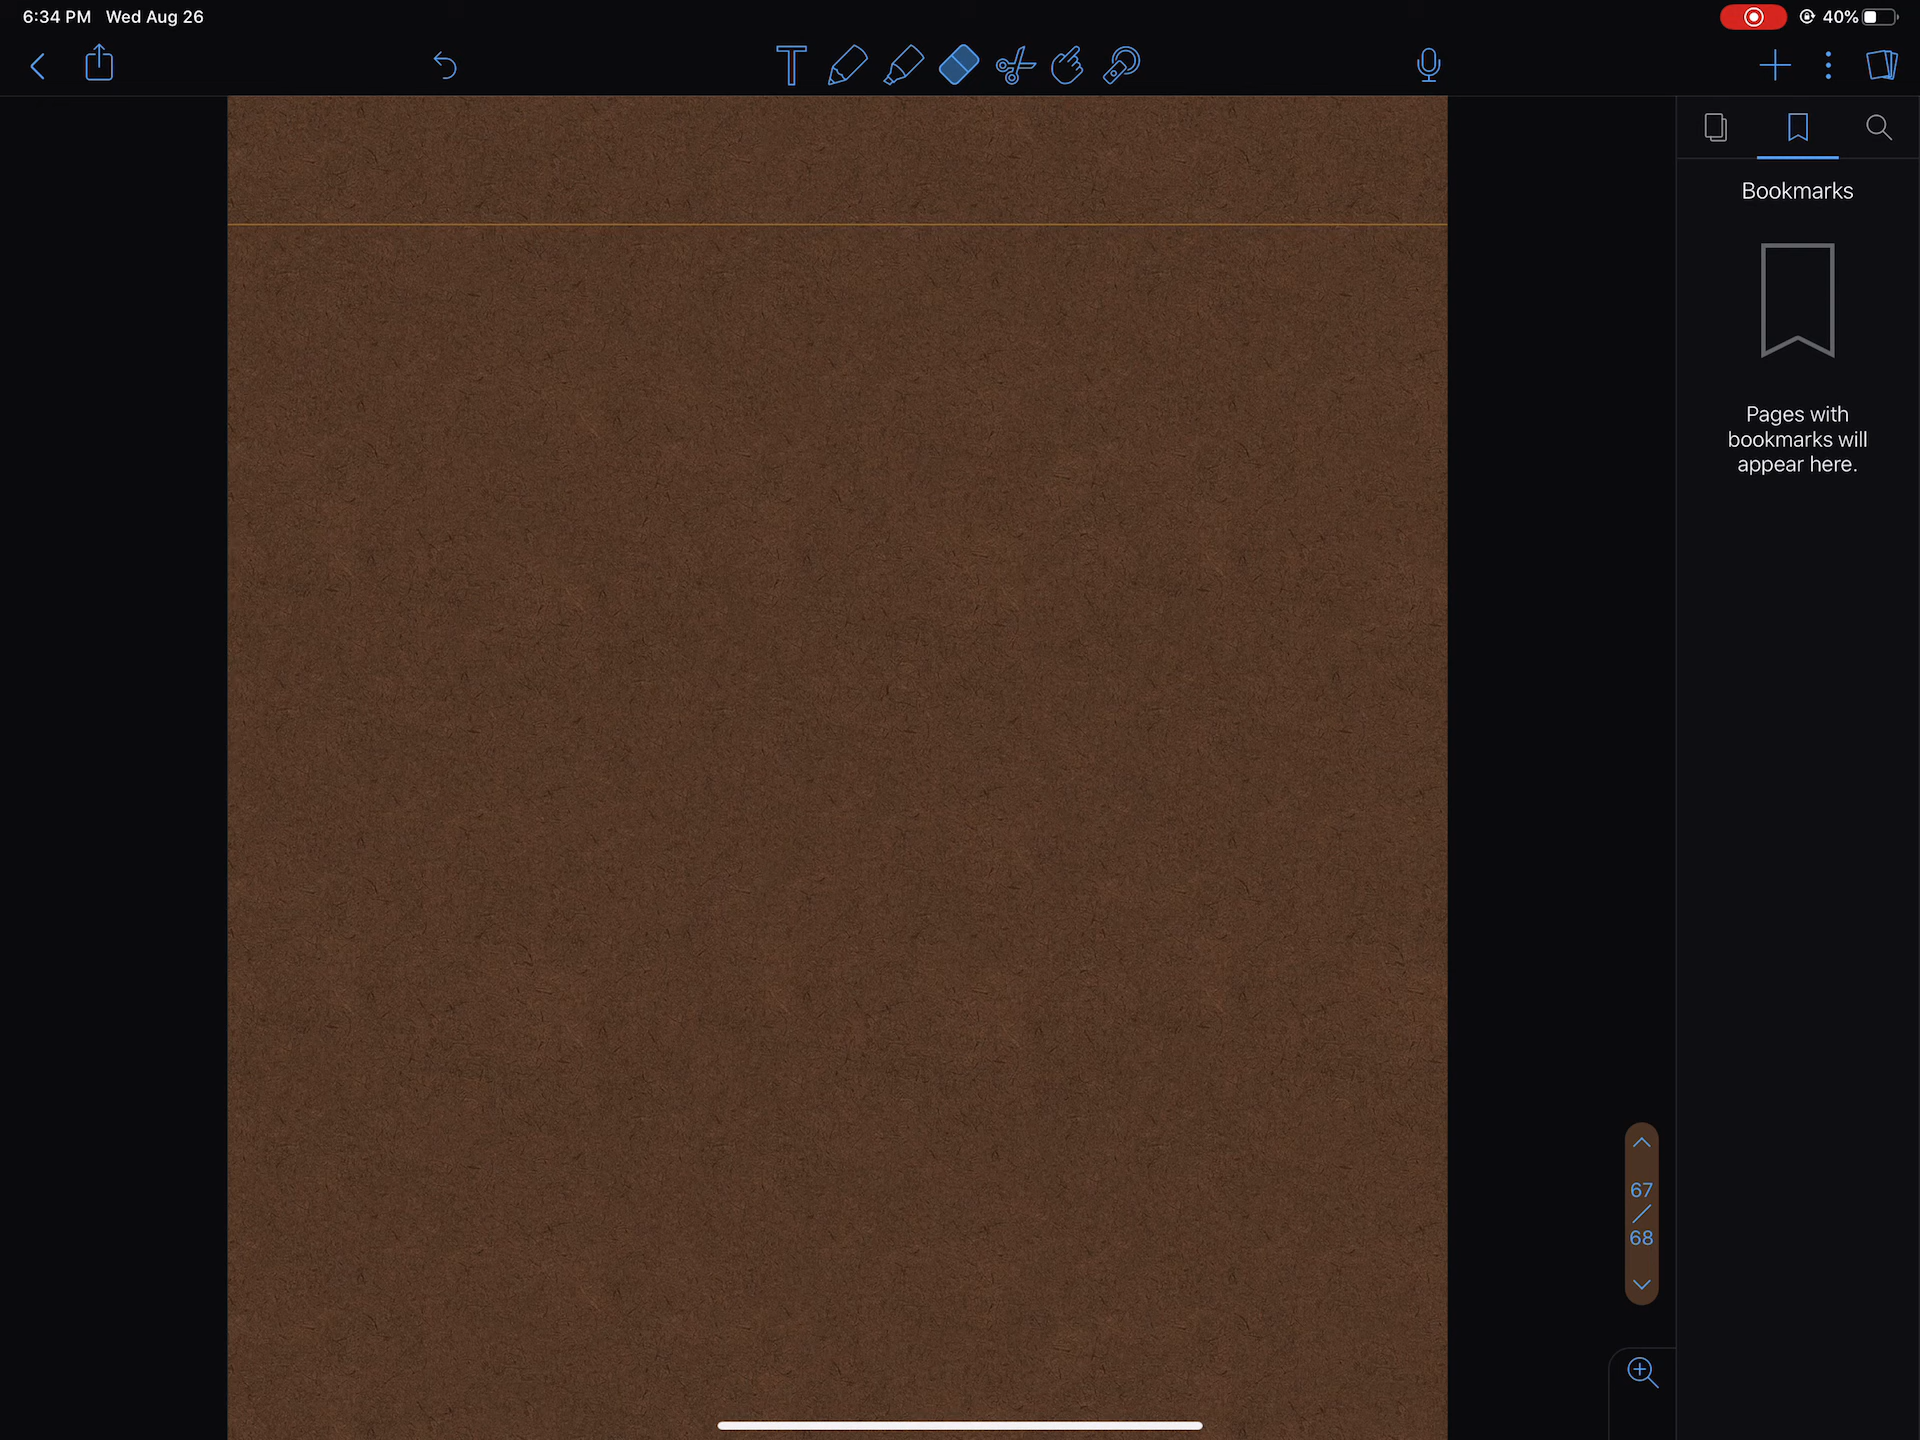 6:34 PM Wed Aug 26
40%
Bookmarks
Pages with
bookmarks will
appear here.
67
/
68